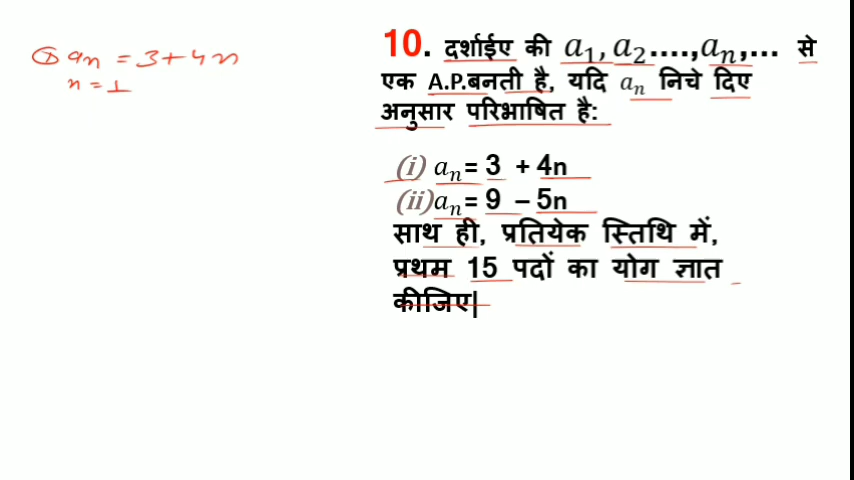 ① an = 3 + 4n
n = 1
10. दर्शाईए की a₁, a₂ ....,aₙ,... से
एक A.P.बनती है, यदि aₙ निचे दिए
अनुसार परिभाषित है:
(i) aₙ= 3 + 4n
(ii)aₙ= 9 – 5n
साथ ही, प्रतियेक स्तिथि में,
प्रथम 15 पदों का योग ज्ञात
कीजिए|